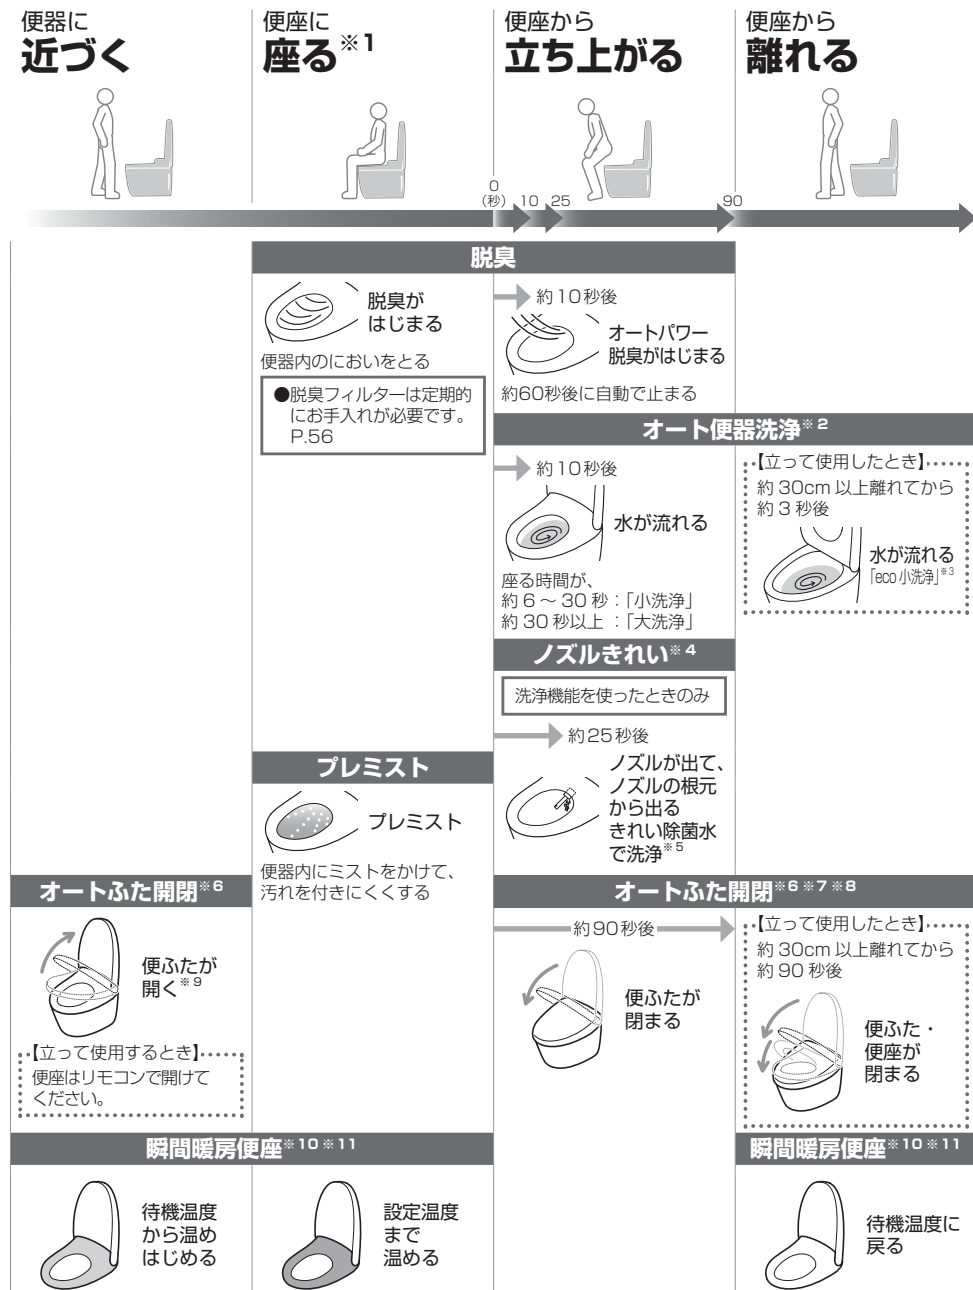 便器に
近づく
便座に
座る※1
便座から
立ち上がる
便座から
離れる
0
(秒)
10
25
90
脱臭
脱臭が
はじまる
便器内のにおいをとる
●脱臭フィルターは定期的
にお手入れが必要です。
P.56
約10秒後
オートパワー
脱臭がはじまる
約60秒後に自動で止まる
オート便器洗浄※2
約10秒後
水が流れる
座る時間が、
約6～30秒：「小洗浄」
約30秒以上：「大洗浄」
【立って使用したとき】
約30cm以上離れてから
約3秒後
水が流れる
「eco小洗浄」※3
ノズルきれい※4
洗浄機能を使ったときのみ
約25秒後
ノズルが出て、
ノズルの根元
から出る
きれい除菌水
で洗浄※5
プレミスト
プレミスト
便器内にミストをかけて、
汚れを付きにくくする
オートふた開閉※6
便ふたが
開く※9
【立って使用するとき】
便座はリモコンで開けて
ください。
オートふた開閉※6※7※8
約90秒後
便ふたが
閉まる
【立って使用したとき】
約30cm以上離れてから
約90秒後
便ふた・
便座が
閉まる
瞬間暖房便座※10※11
待機温度
から温め
はじめる
設定温度
まで
温める
瞬間暖房便座※10※11
待機温度に
戻る